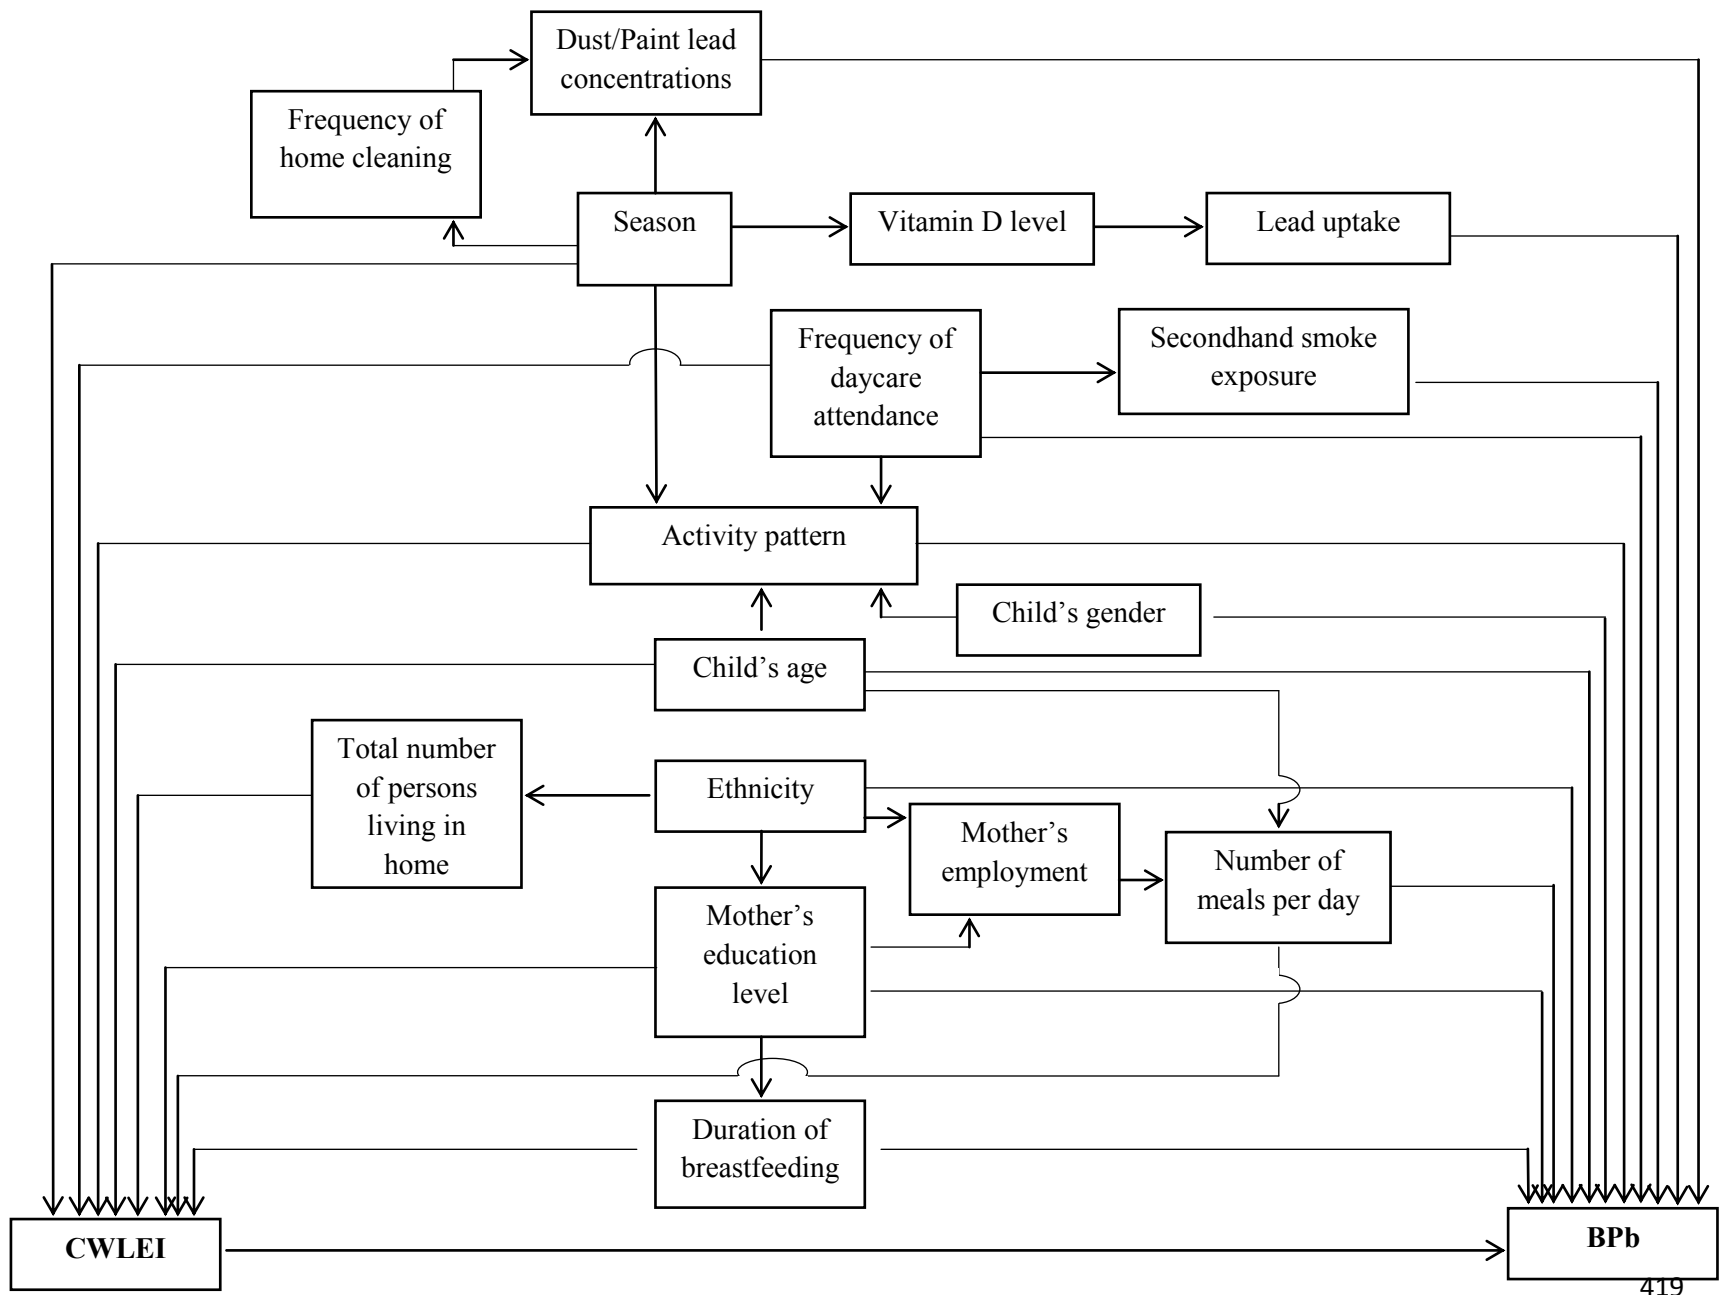 Dust/Paint lead
concentrations
Frequency of
home cleaning
Season
Vitamin D level
Lead uptake
Frequency of
daycare
attendance
Secondhand smoke
exposure
Activity pattern
Child’s gender
Child’s age
Total number
of persons
living in
home
Ethnicity
Mother’s
employment
Number of
meals per day
Mother’s
education
level
Duration of
breastfeeding
CWLEI
BPb
419